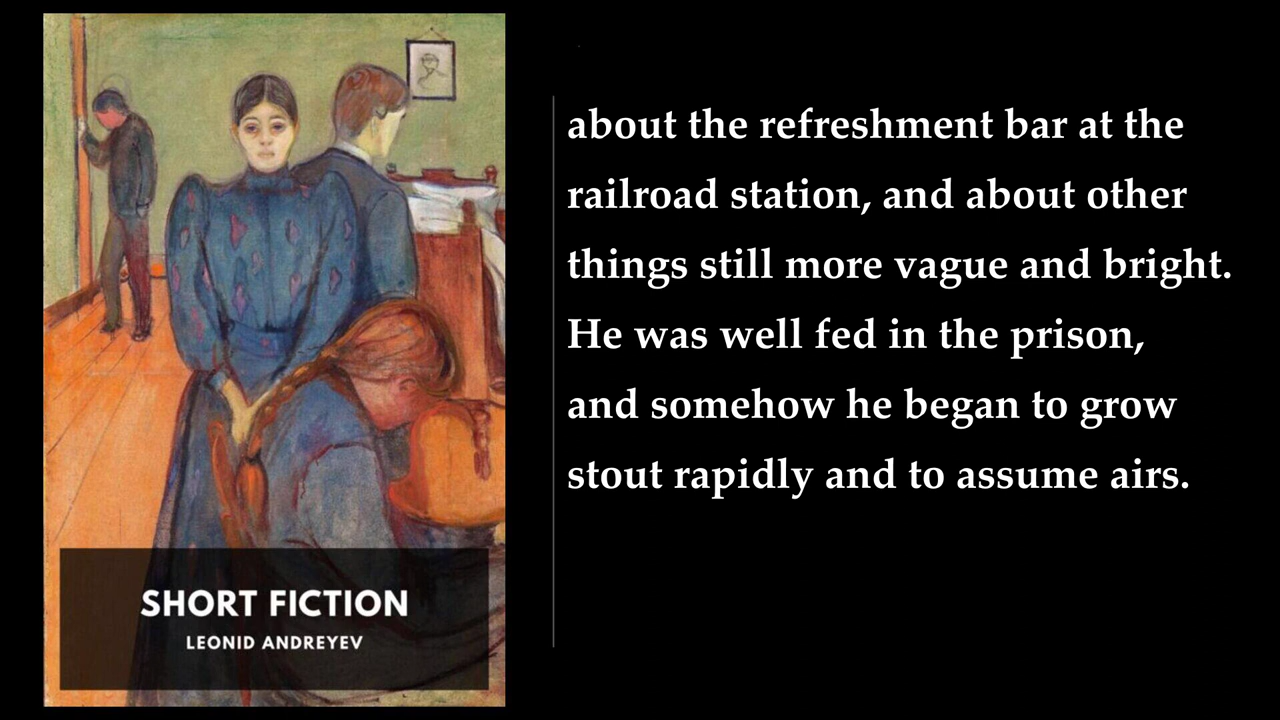 about the refreshment bar at the
railroad station, and about other
things still more vague and bright.
He was well fed in the prison,
and somehow he began to grow
stout rapidly and to assume airs.
SHORT FICTION
LEONID ANDREYEV